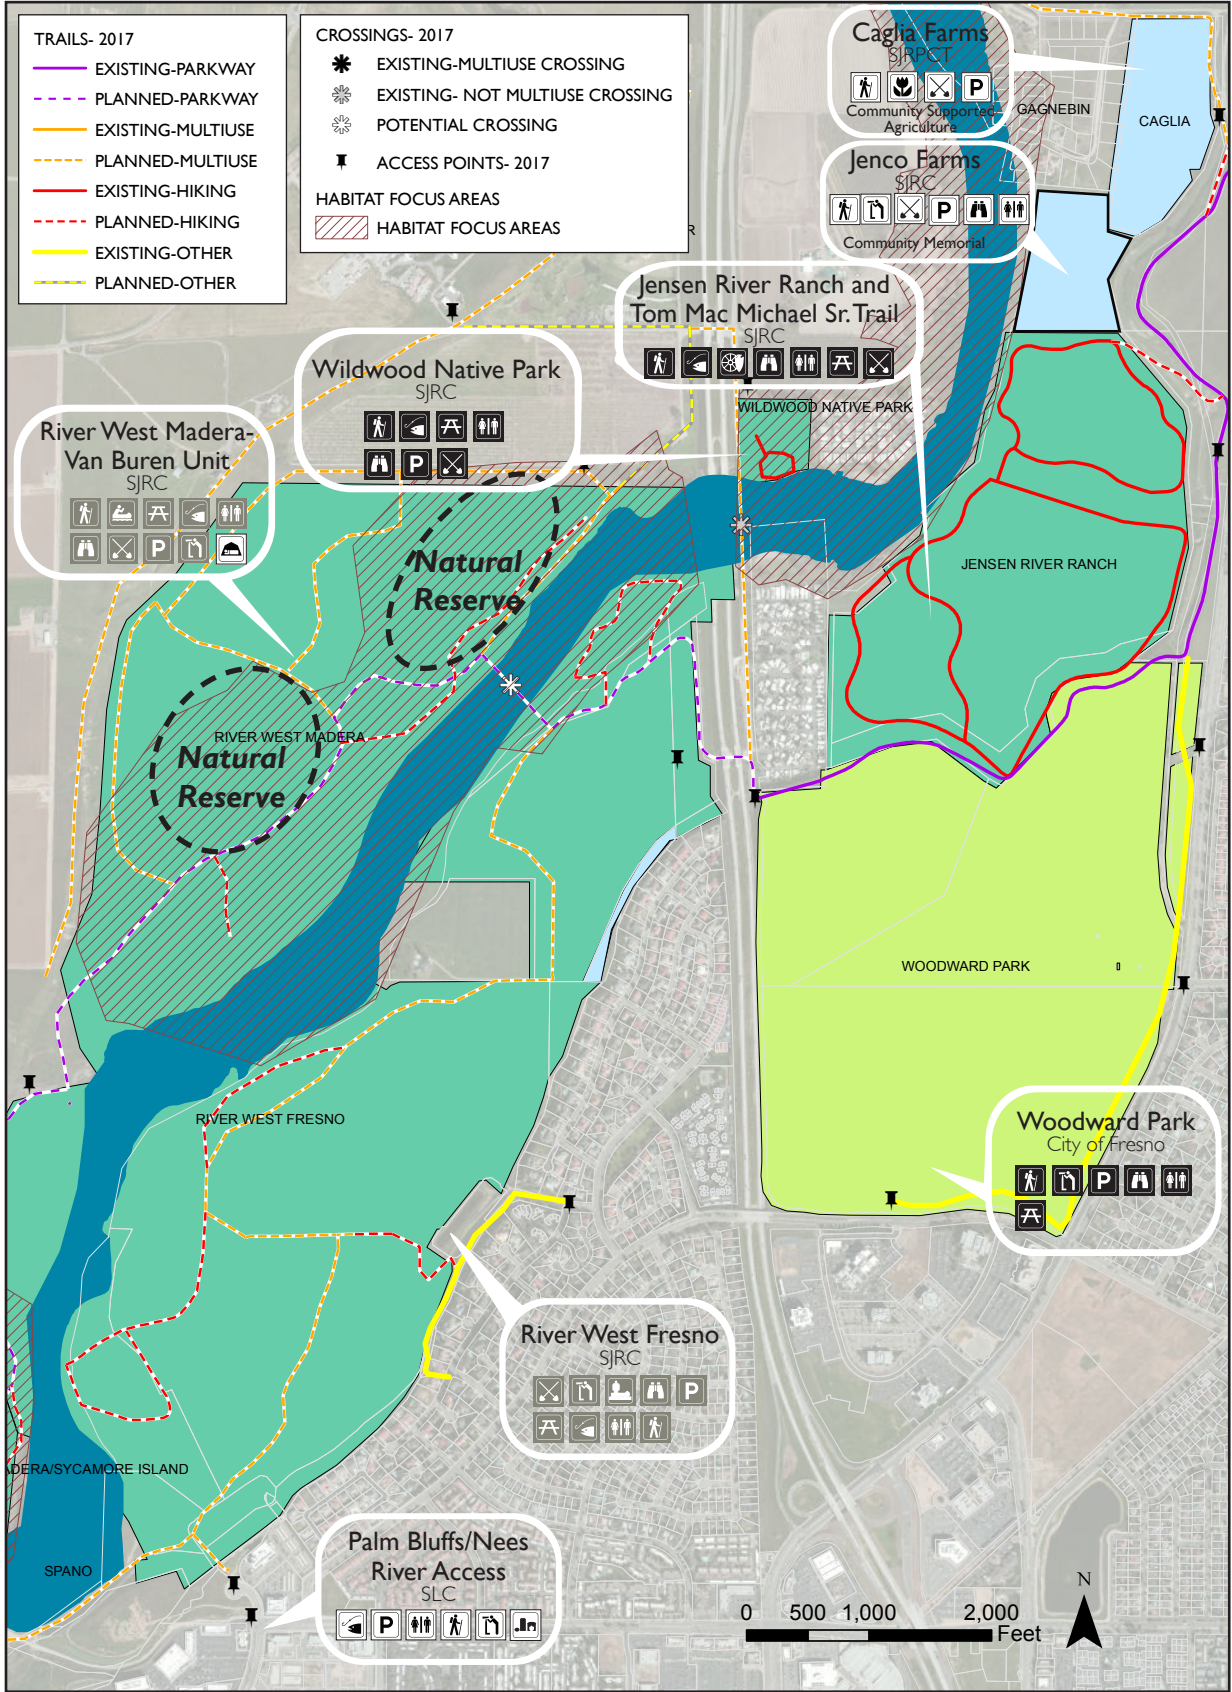 TRAILS- 2017
EXISTING-PARKWAY
PLANNED-PARKWAY
EXISTING-MULTIUSE
PLANNED-MULTIUSE
EXISTING-HIKING
PLANNED-HIKING
EXISTING-OTHER
PLANNED-OTHER
CROSSINGS- 2017
EXISTING-MULTIUSE CROSSING
EXISTING- NOT MULTIUSE CROSSING
POTENTIAL CROSSING
ACCESS POINTS- 2017
HABITAT FOCUS AREAS
HABITAT FOCUS AREAS
R
Caglia Farms
SJRPCT
P
Community Supported
Agriculture
GAGNEBIN
CAGLIA
Jenco Farms
SJRC
P
Community Memorial
Jensen River Ranch and
Tom Mac Michael Sr. Trail
SJRC
Wildwood Native Park
SJRC
P
WILDWOOD NATIVE PARK
River West Madera-
Van Buren Unit
SJRC
P
Natural
Reserve
JENSEN RIVER RANCH
RIVER WEST MADERA
Natural
Reserve
WOODWARD PARK
RIVER WEST FRESNO
Woodward Park
City of Fresno
P
River West Fresno
SJRC
P
ADERA/SYCAMORE ISLAND
SPANO
Palm Bluffs/Nees
River Access
SLC
P
N
0 500 1,000 2,000
Feet